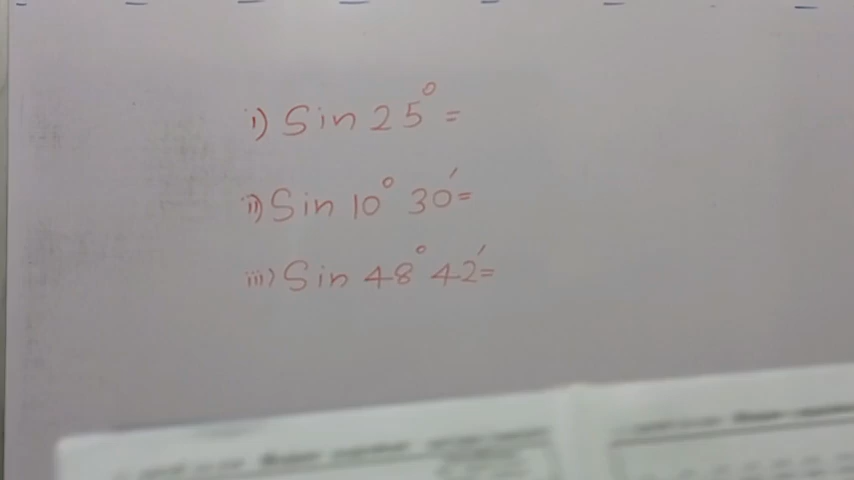 i) Sin 25° =
ii) Sin 10° 30′=
iii) Sin 48° 42′=